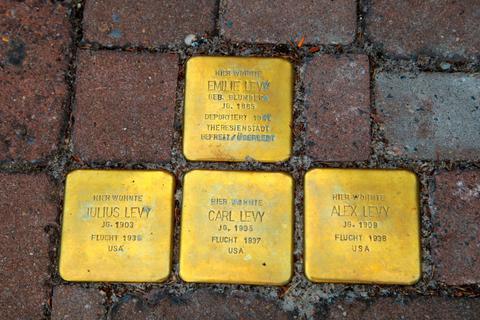 HIER WOHNTE
EMILIE LEVY
GEB. BLUMBERG
JG. 1865
DEPORTIERT
THERESIENSTADT
BEFREIT/ÜBERLEBT
HIER WOHNTE
JULIUS LEVY
JG. 1903
FLUCHT
USA
HIER WOHNTE
CARL LEVY
JG. 1905
FLUCHT 1937
USA
HIER WOHNTE
ALEX LEVY
JG. 1909
FLUCHT 1938
USA